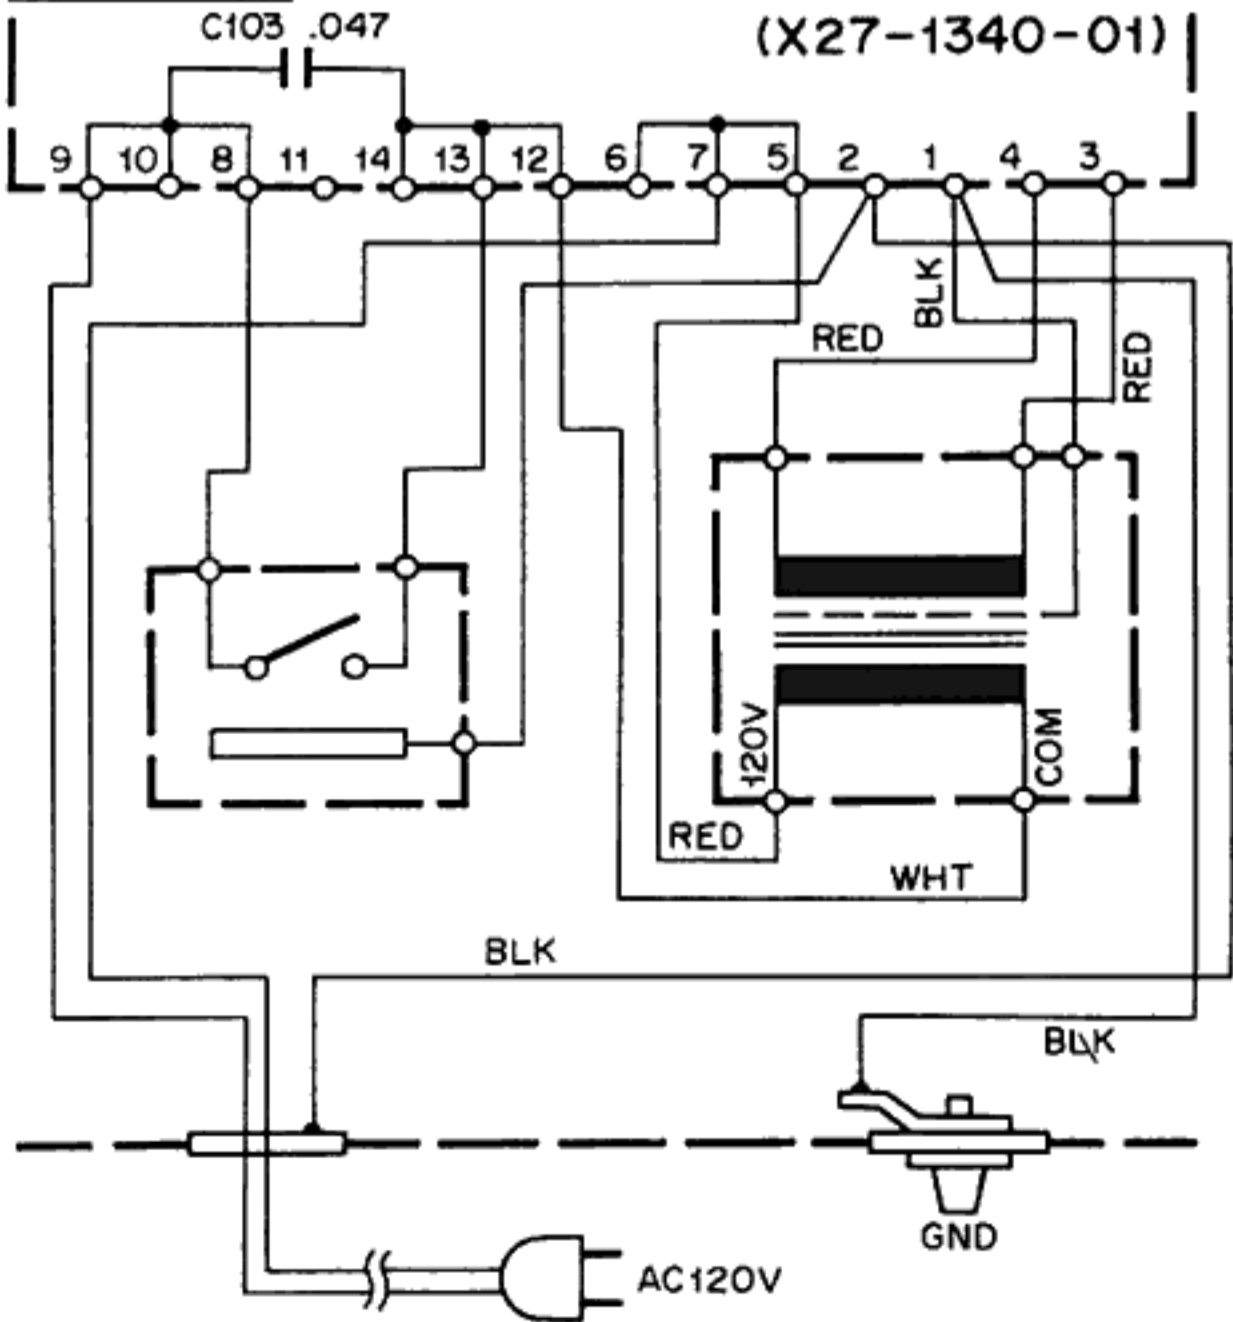 C103 .047
(X27-1340-01)
9 10 8 11 14 13 12 6 7 5 2 1 4 3
BLK
RED
RED
120V
COM
RED
WHT
BLK
BLK
GND
AC120V